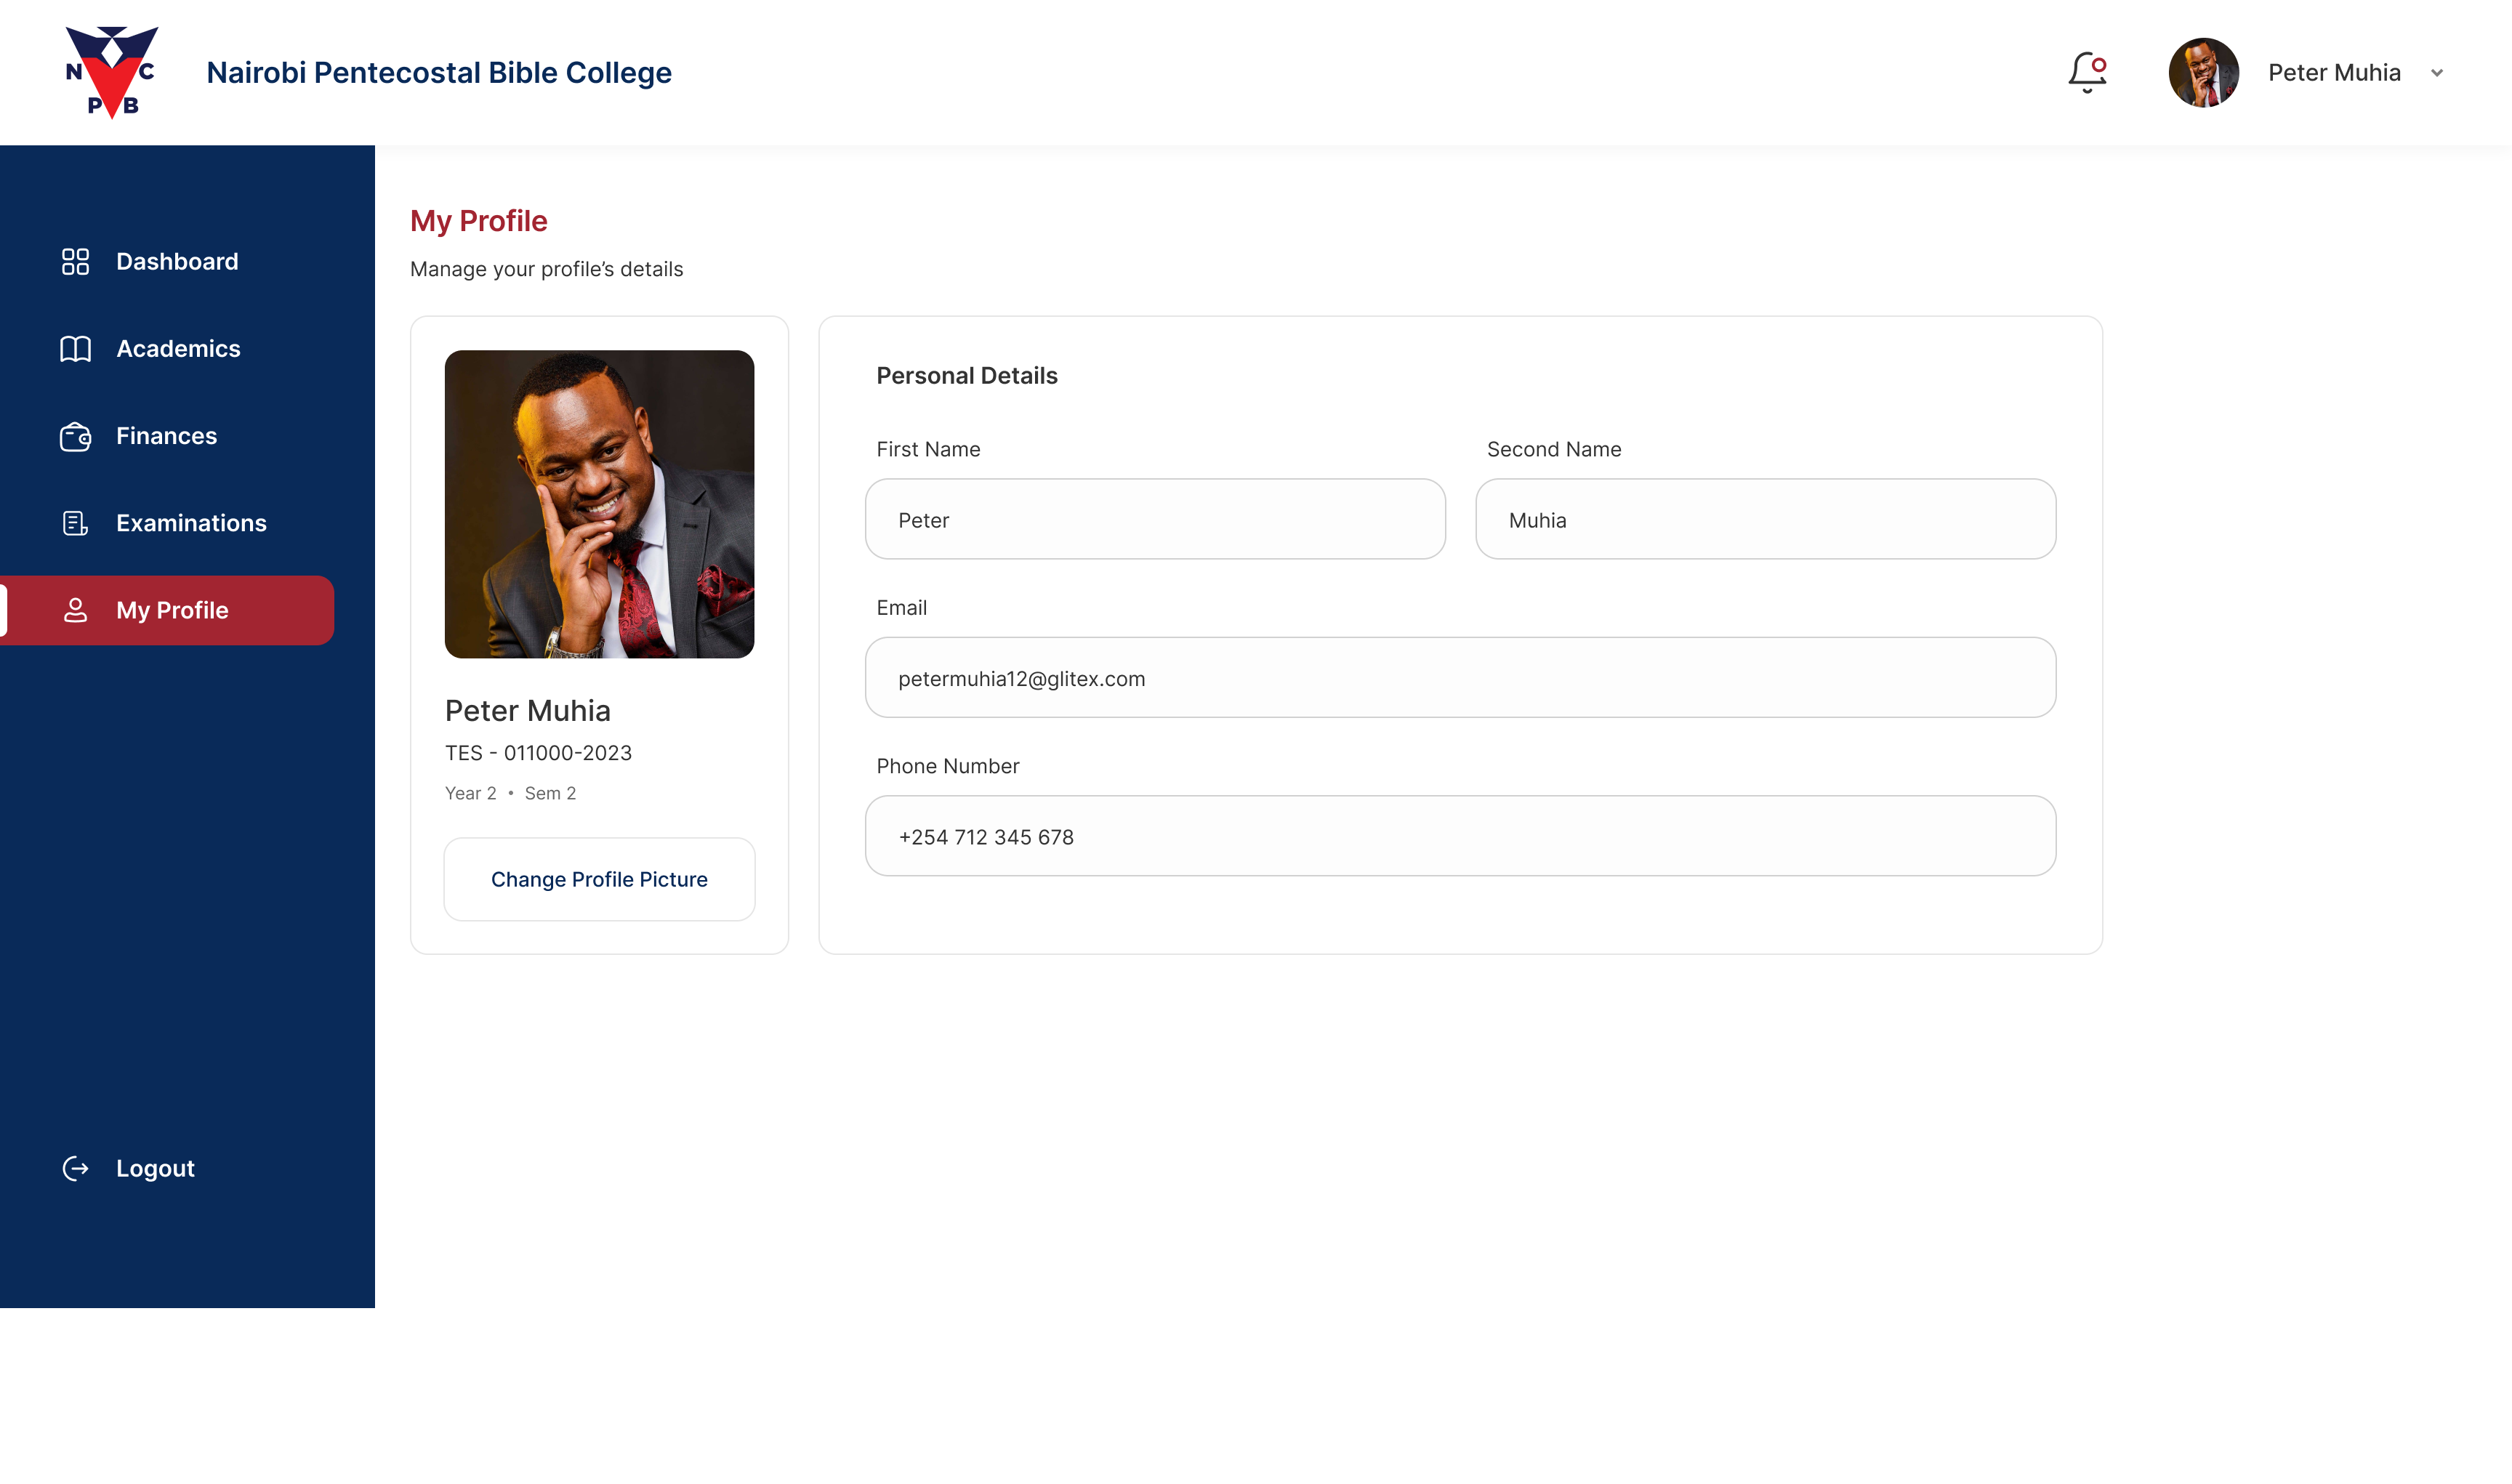 N C
P B
Nairobi Pentecostal Bible College
Peter Muhia
Dashboard
Academics
Finances
Examinations
My Profile
Logout
My Profile
Manage your profile’s details
Peter Muhia
TES - 011000-2023
Year 2 • Sem 2
Change Profile Picture
Personal Details
First Name
Second Name
Peter
Muhia
Email
petermuhia12@glitex.com
Phone Number
+254 712 345 678